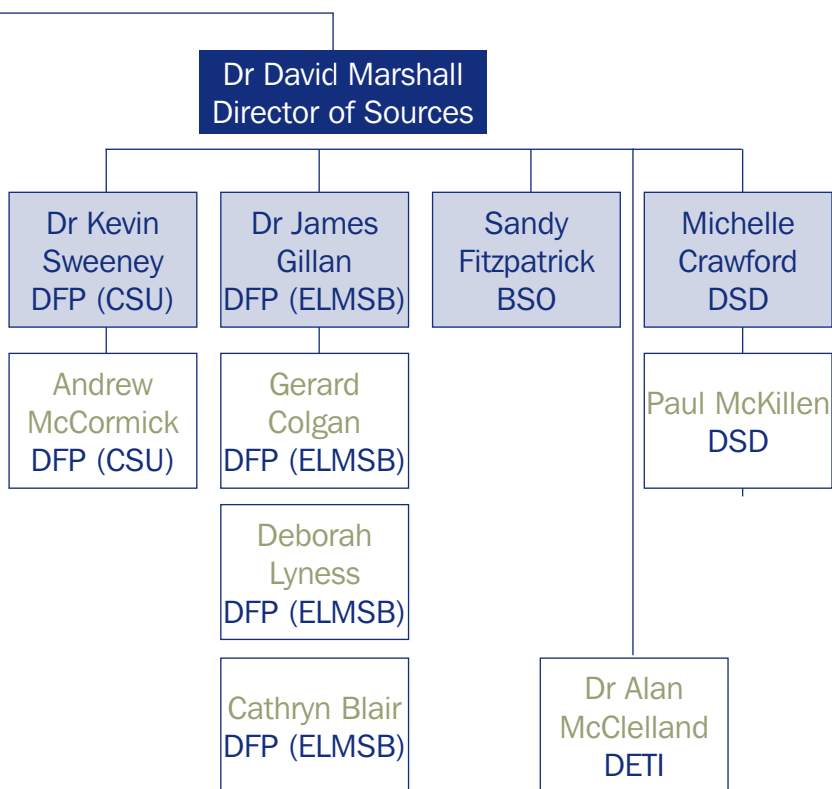 Dr David Marshall
Director of Sources
Dr Kevin
Sweeney
DFP (CSU)
Dr James
Gillan
DFP (ELMSB)
Sandy
Fitzpatrick
BSO
Michelle
Crawford
DSD
Andrew
McCormick
DFP (CSU)
Gerard
Colgan
DFP (ELMSB)
Paul McKillen
DSD
Deborah
Lyness
DFP (ELMSB)
Cathryn Blair
DFP (ELMSB)
Dr Alan
McClelland
DETI